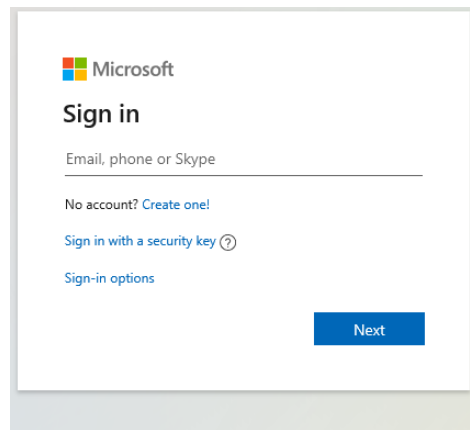 Microsoft
Sign in
Email, phone or Skype
No account? Create one!
Sign in with a security key ?
Sign-in options
Next